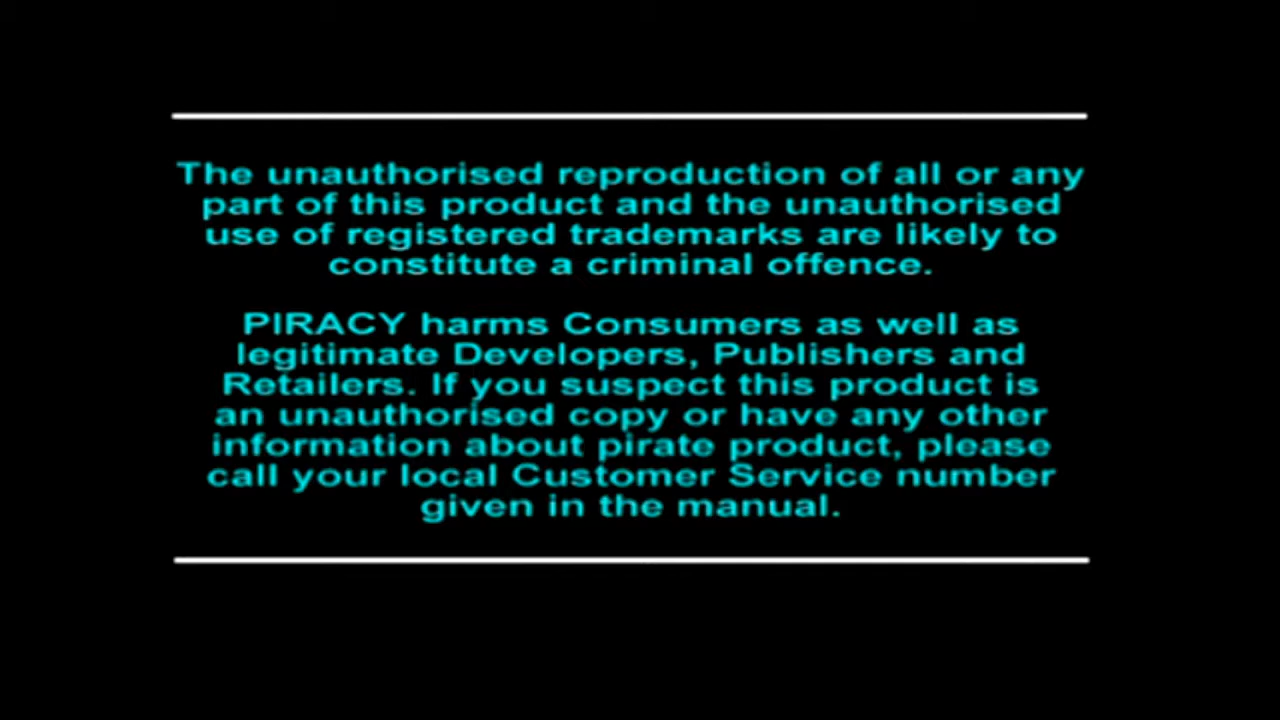 The unauthorised reproduction of all or any
part of this product and the unauthorised
use of registered trademarks are likely to
constitute a criminal offence.
PIRACY harms Consumers as well as
legitimate Developers, Publishers and
Retailers. If you suspect this product is
an unauthorised copy or have any other
information about pirate product, please
call your local Customer Service number
given in the manual.